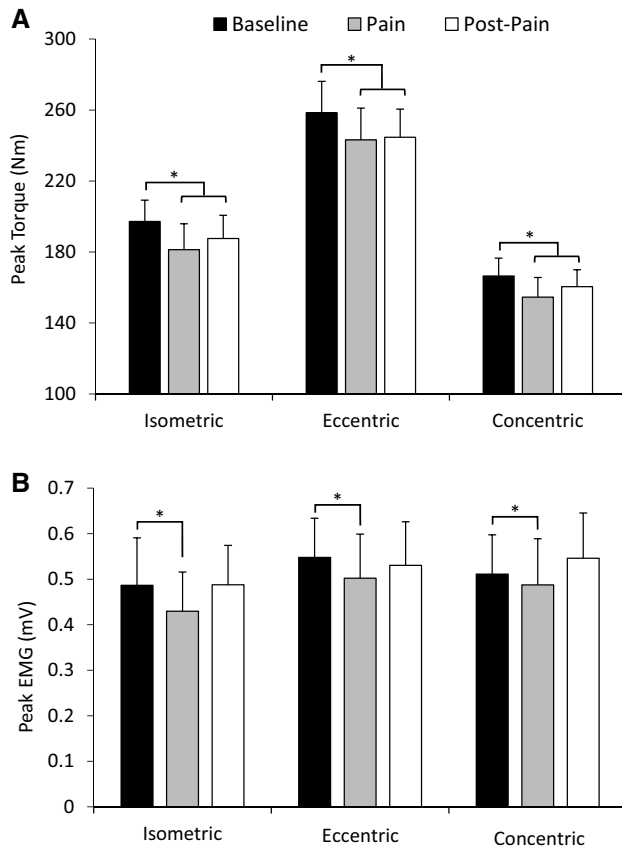 A
Baseline Pain Post-Pain
300
260
220
180
140
100
Peak Torque (Nm)
*
*
*
Isometric Eccentric Concentric
B
0.7
0.6
0.5
0.4
0.3
0.2
0.1
0
Peak EMG (mV)
*
*
*
Isometric Eccentric Concentric